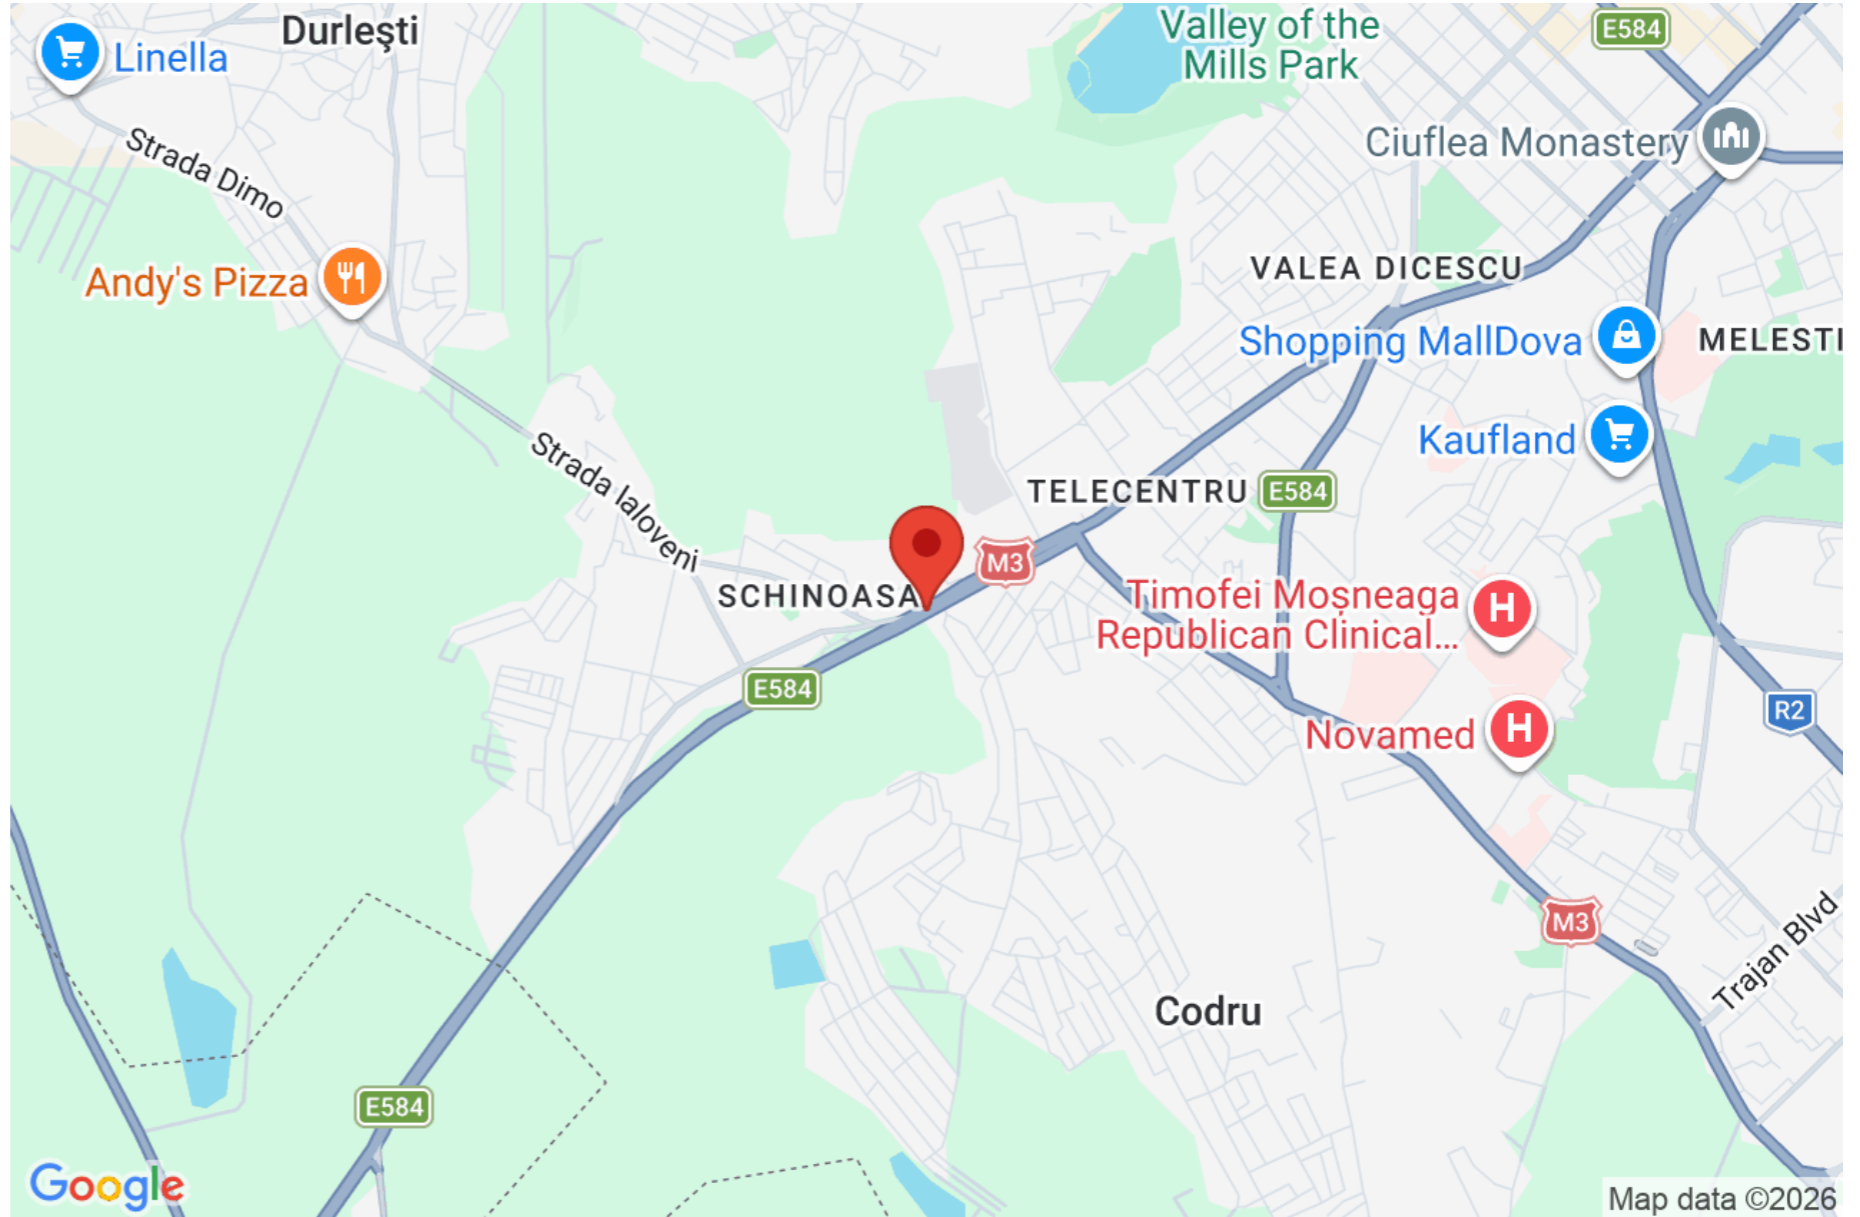 Durleşti
Linella
Valley of the
Mills Park
E584
Ciuflea Monastery
Strada Dimo
Andy's Pizza
VALEA DICESCU
Shopping MallDova
MELESTI
Kaufland
Strada Ialoveni
TELECENTRU
E584
M3
SCHINOASA
Timofei Moșneaga
Republican Clinical...
E584
R2
Novamed
M3
Trajan Blvd
Codru
E584
Google
Map data ©2026